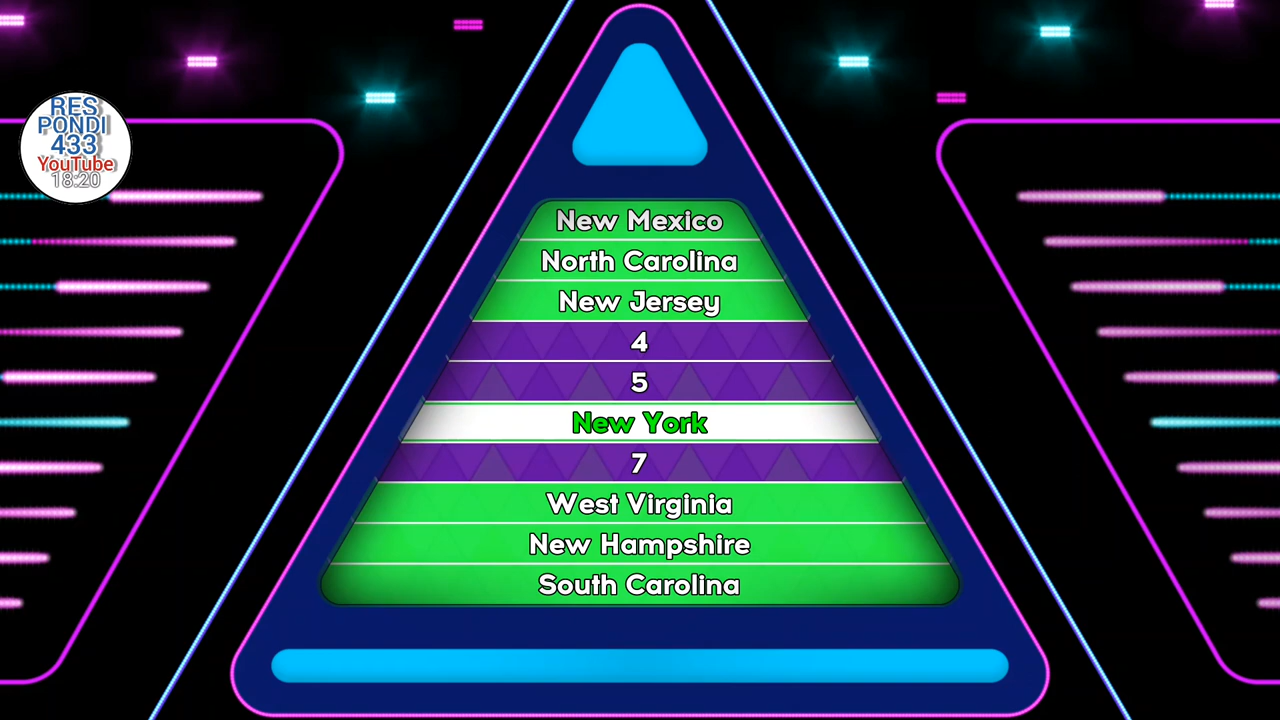 RES
PONDI
433
YouTube
18:20
New Mexico
North Carolina
New Jersey
4
5
New York
7
West Virginia
New Hampshire
South Carolina